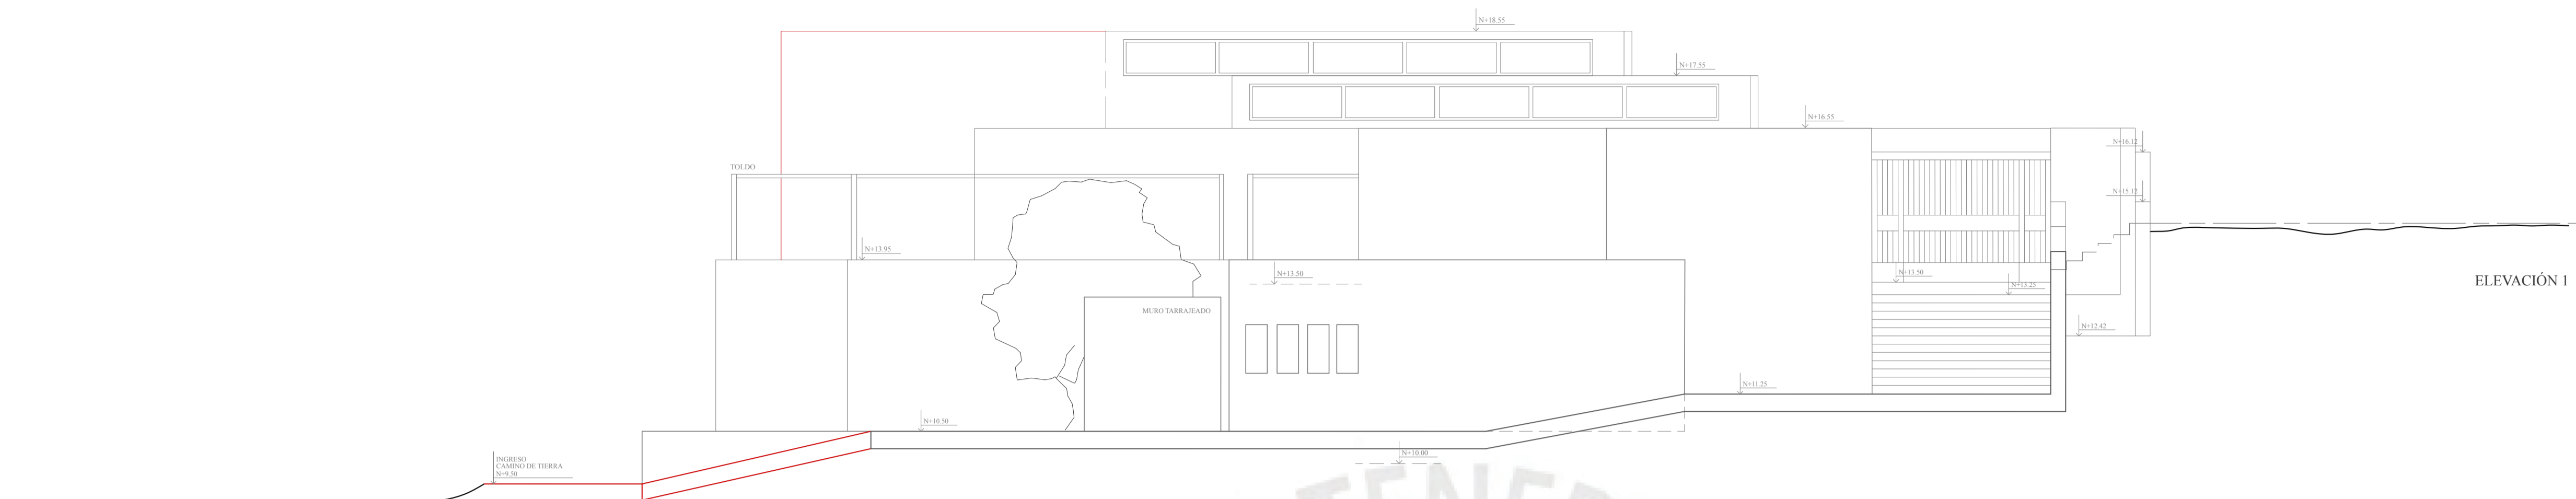 N+18.55
N+17.55
N+16.55
N+16.12
TOLDO
N+15.12
N+13.95
N+13.50
N+13.50
N+13.25
ELEVACIÓN 1
MURO TARRAJEADO
N+12.42
N+11.25
N+10.50
N+10.00
INGRESO
CAMINO DE TIERRA
N+9.50